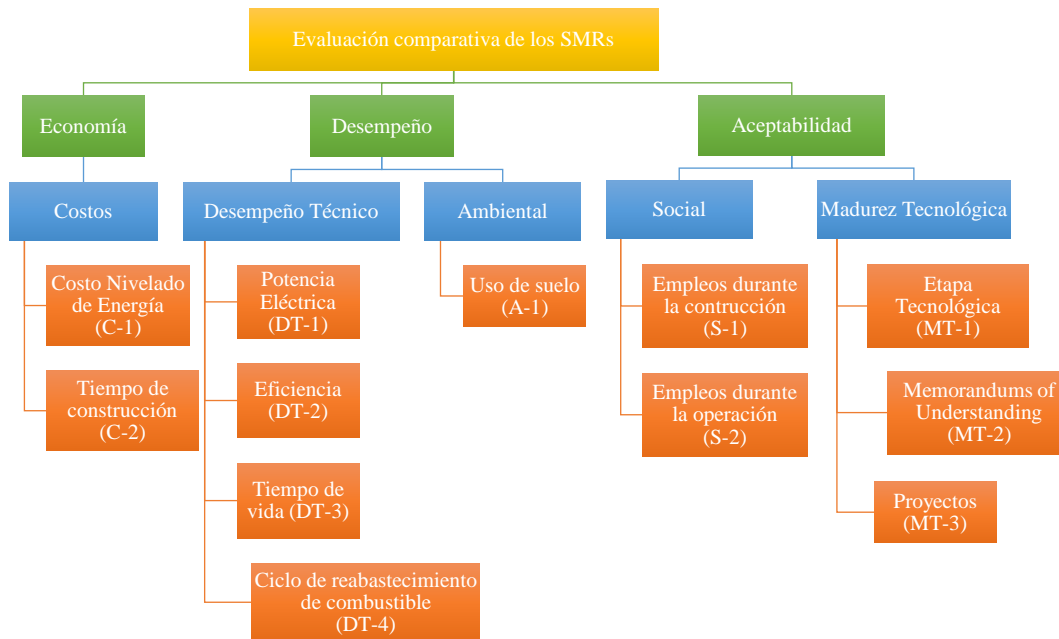 Evaluación comparativa de los SMRs
Economía
Desempeño
Aceptabilidad
Costos
Desempeño Técnico
Ambiental
Social
Madurez Tecnológica
Costo Nivelado
de Energía
(C-1)
Tiempo de
construcción
(C-2)
Potencia
Eléctrica
(DT-1)
Eficiencia
(DT-2)
Tiempo de
vida (DT-3)
Ciclo de reabastecimiento
de combustible
(DT-4)
Uso de suelo
(A-1)
Empleos durante
la contrucción
(S-1)
Empleos durante
la operación
(S-2)
Etapa
Tecnológica
(MT-1)
Memorandums of
Understanding
(MT-2)
Proyectos
(MT-3)